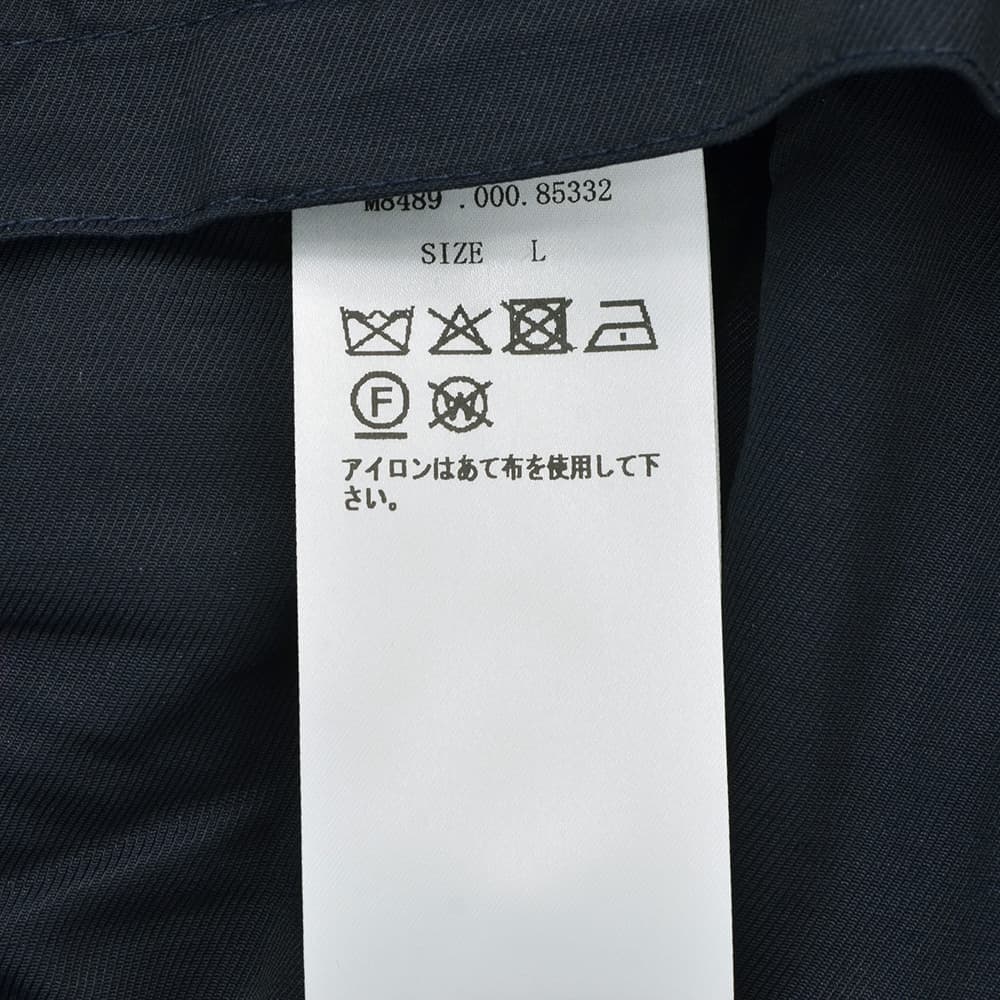 M8489 .000.85332
SIZE L
F
W
アイロンはあて布を使用して下
さい。